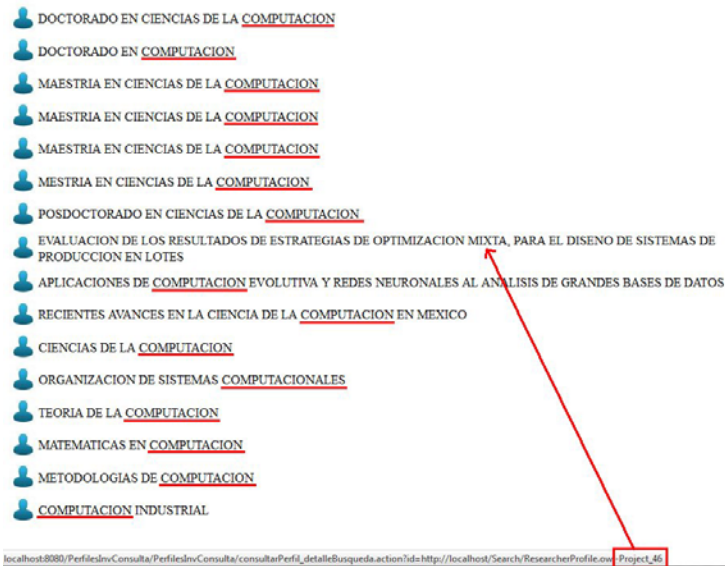 DOCTORADO EN CIENCIAS DE LA COMPUTACION
DOCTORADO EN COMPUTACION
MAESTRIA EN CIENCIAS DE LA COMPUTACION
MAESTRIA EN CIENCIAS DE LA COMPUTACION
MAESTRIA EN CIENCIAS DE LA COMPUTACION
MESTRIA EN CIENCIAS DE LA COMPUTACION
POSDOCTORADO EN CIENCIAS DE LA COMPUTACION
EVALUACION DE LOS RESULTADOS DE ESTRATEGIAS DE OPTIMIZACION MIXTA, PARA EL DISENO DE SISTEMAS DE
PRODUCCION EN LOTES
APLICACIONES DE COMPUTACION EVOLUTIVA Y REDES NEURONALES AL ANALISIS DE GRANDES BASES DE DATOS
RECIENTES AVANCES EN LA CIENCIA DE LA COMPUTACION EN MEXICO
CIENCIAS DE LA COMPUTACION
ORGANIZACION DE SISTEMAS COMPUTACIONALES
TEORIA DE LA COMPUTACION
MATEMATICAS EN COMPUTACION
METODOLOGIAS DE COMPUTACION
COMPUTACION INDUSTRIAL
localhost:8080/PerfilesInvConsulta/PerfilesInvConsulta/consultarPerfil_detalleBusqueda.action?id=http://localhost/Search/ResearcherProfile.ow Project_46